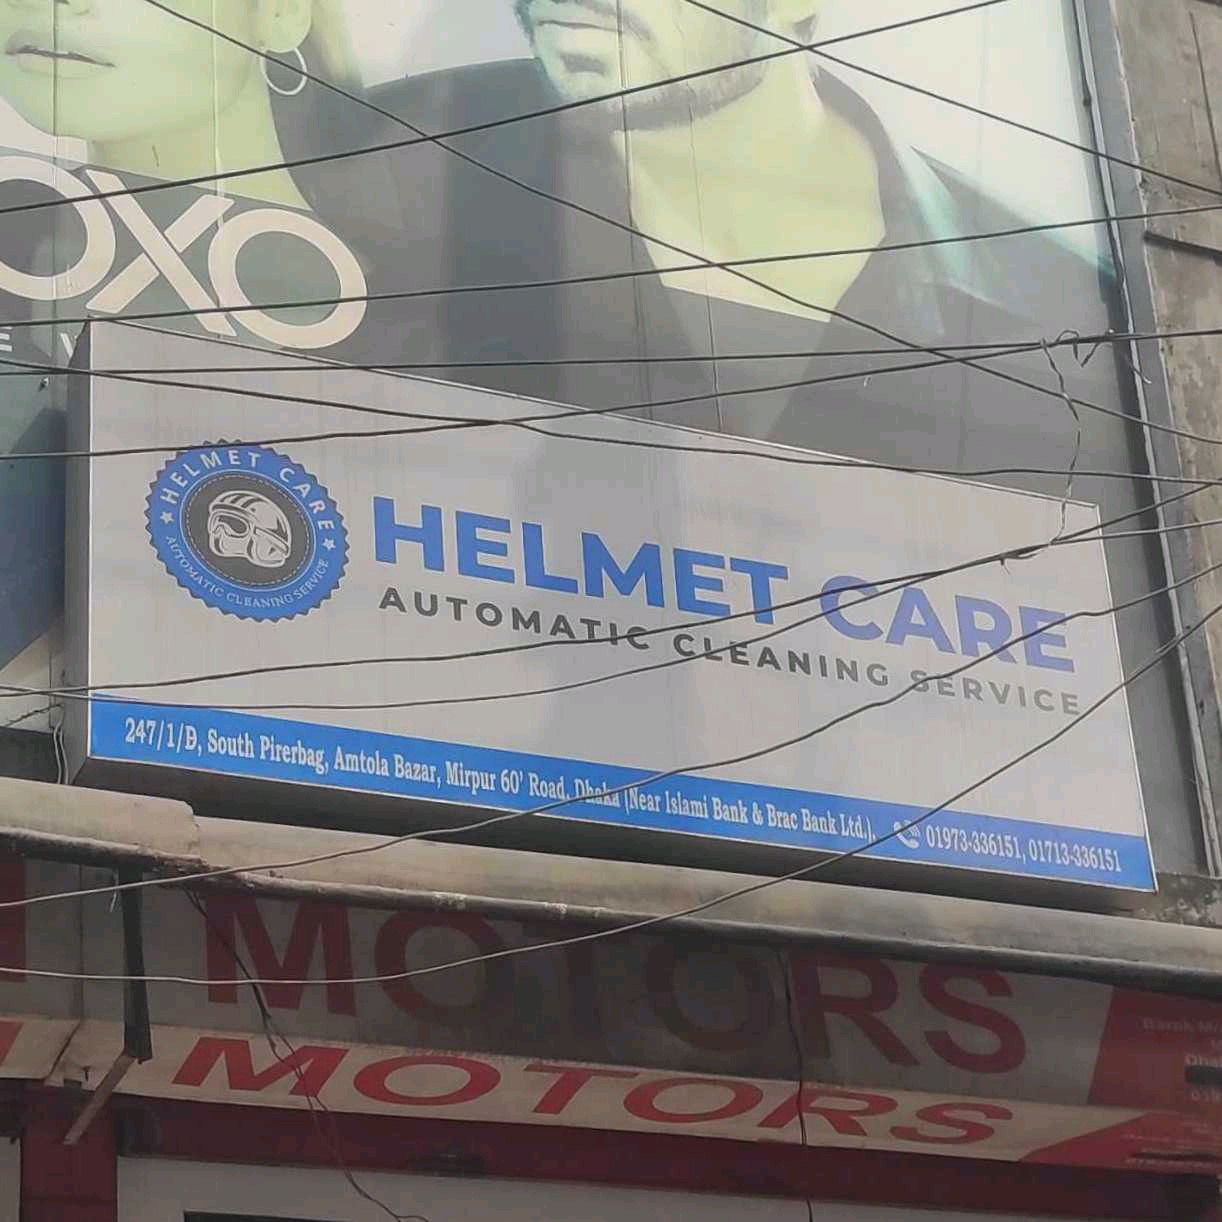 OXO
HELMET CARE
AUTOMATIC CLEANING SERVICE
HELMET CARE
AUTOMATIC CLEANING SERVICE
247/1/D, South Pirerbag, Amtola Bazar, Mirpur 60' Road, Dhaka (Near Islami Bank & Brac Bank Ltd.). 01973-336151, 01713-336151
MOTORS
MOTORS